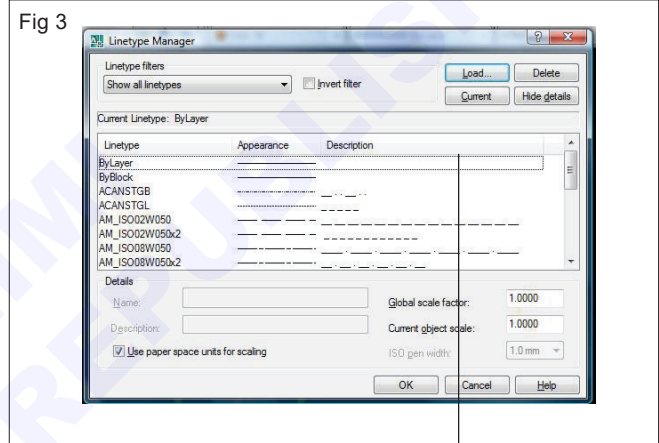 Fig 3
Linetype Manager
Linetype filters
Show all linetypes
Invert filter
Load...
Delete
Current
Hide details
Current Linetype: ByLayer
Linetype Appearance Description
ByLayer
ByBlock
ACANSTGB
ACANSTGL
AM_ISO02W050
AM_ISO02W050x2
AM_ISO08W050
AM_ISO08W050x2
Details
Name:
Global scale factor: 1.0000
Description:
Current object scale: 1.0000
Use paper space units for scaling
ISO pen width: 1.0 mm
OK Cancel Help